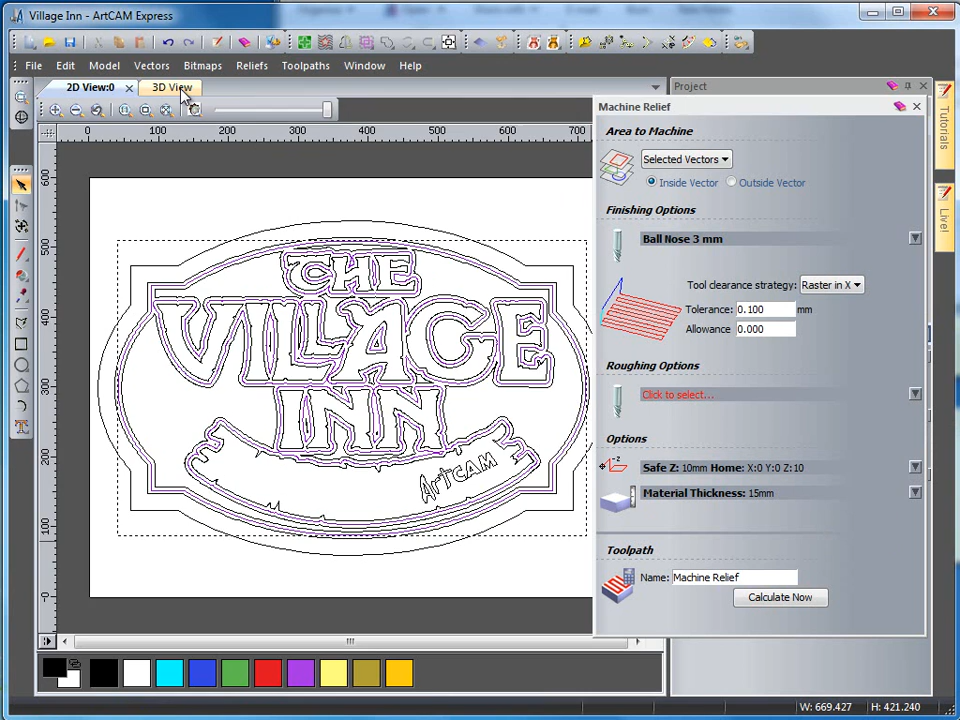 Village Inn - ArtCAM Express
File Edit Model Vectors Bitmaps Reliefs Toolpaths Window Help
2D View:0 3D View Project
Machine Relief
Area to Machine
Selected Vectors
Inside Vector Outside Vector
Finishing Options
Ball Nose 3 mm
Tool clearance strategy: Raster in X
Tolerance: 0.100 mm
Allowance 0.000
Roughing Options
Click to select...
Options
Safe Z: 10mm Home: X:0 Y:0 Z:10
Material Thickness: 15mm
Toolpath
Name: Machine Relief
Calculate Now
Tutorials
Live!
0 100 200 300 400 500 600 700
600
500
400
300
200
100
-0
THE
VILLAGE
INN
ArtCAM
W: 669.427 H: 421.240